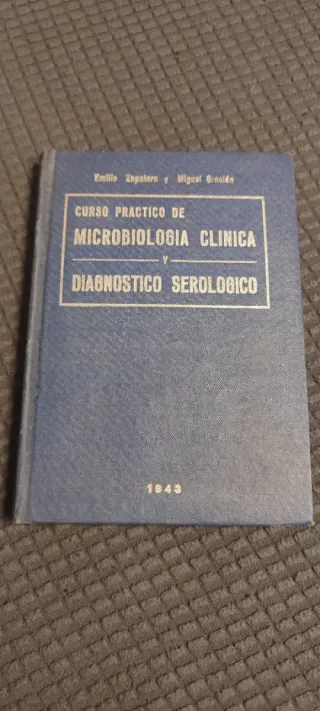 Emilio Zapatero y Miguel Gracián
CURSO PRACTICO DE
MICROBIOLOGIA CLINICA
Y
DIAGNOSTICO SEROLOGICO
1943